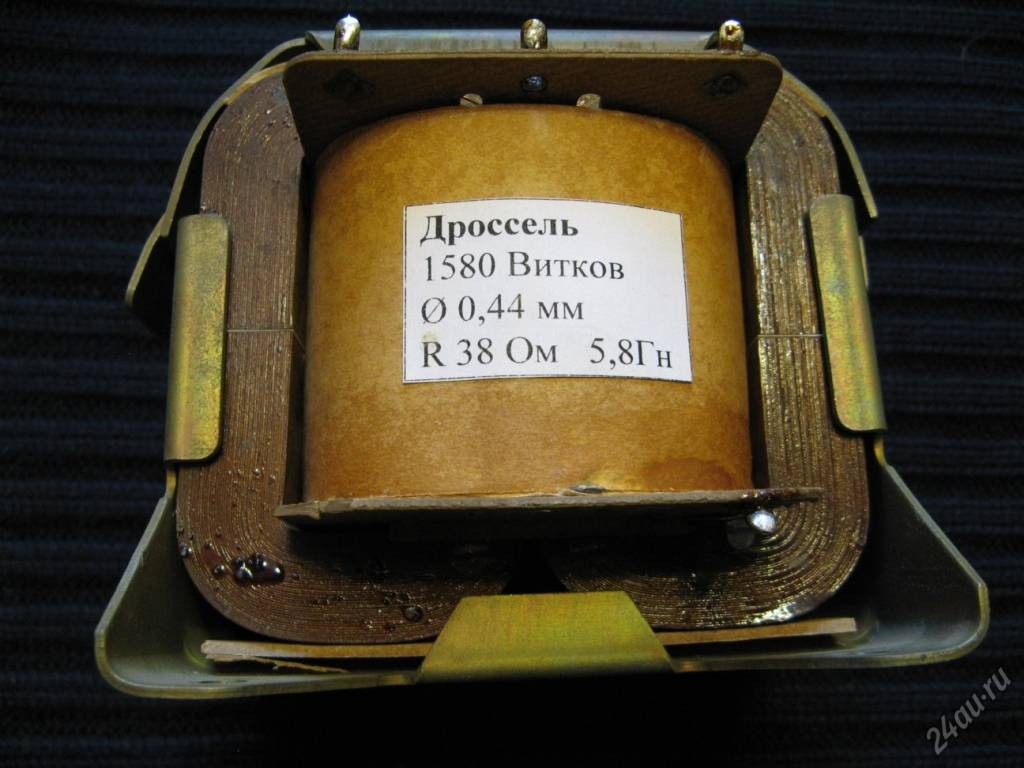 Дроссель
1580 Витков
Ø 0,44 мм
R 38 Ом 5,8Гн
24au.ru